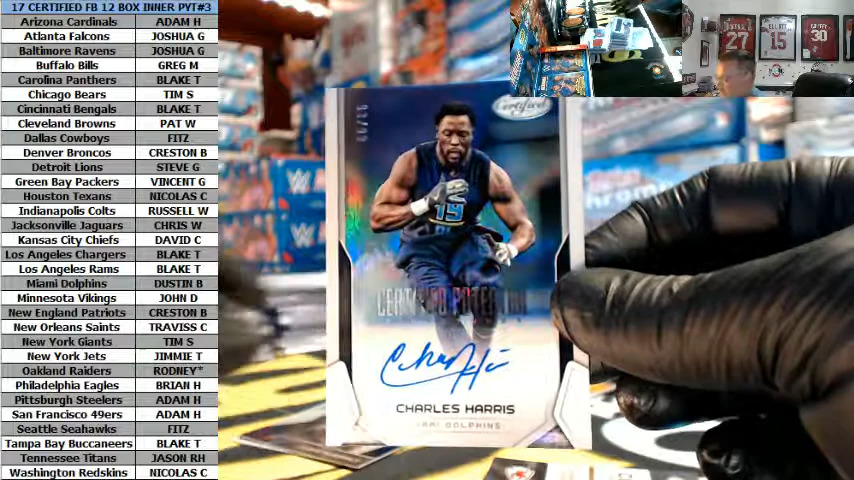 17 CERTIFIED FB 12 BOX INNER PYT#3
Arizona Cardinals ADAM H
Atlanta Falcons JOSHUA G
Baltimore Ravens JOSHUA G
Buffalo Bills GREG M
Carolina Panthers BLAKE T
Chicago Bears TIM S
Cincinnati Bengals BLAKE T
Cleveland Browns PAT W
Dallas Cowboys FITZ
Denver Broncos CRESTON B
Detroit Lions STEVE G
Green Bay Packers VINCENT G
Houston Texans NICOLAS C
Indianapolis Colts RUSSELL W
Jacksonville Jaguars CHRIS W
Kansas City Chiefs DAVID C
Los Angeles Chargers BLAKE T
Los Angeles Rams BLAKE T
Miami Dolphins DUSTIN B
Minnesota Vikings JOHN D
New England Patriots CRESTON B
New Orleans Saints TRAVISS C
New York Giants TIM S
New York Jets JIMMIE T
Oakland Raiders RODNEY*
Philadelphia Eagles BRIAN H
Pittsburgh Steelers ADAM H
San Francisco 49ers ADAM H
Seattle Seahawks FITZ
Tampa Bay Buccaneers BLAKE T
Tennessee Titans JASON RH
Washington Redskins NICOLAS C
Certified
19
CERTIFIED POTENTIAL
CHARLES HARRIS
MIAMI DOLPHINS
27
ELLIOTT
15
30